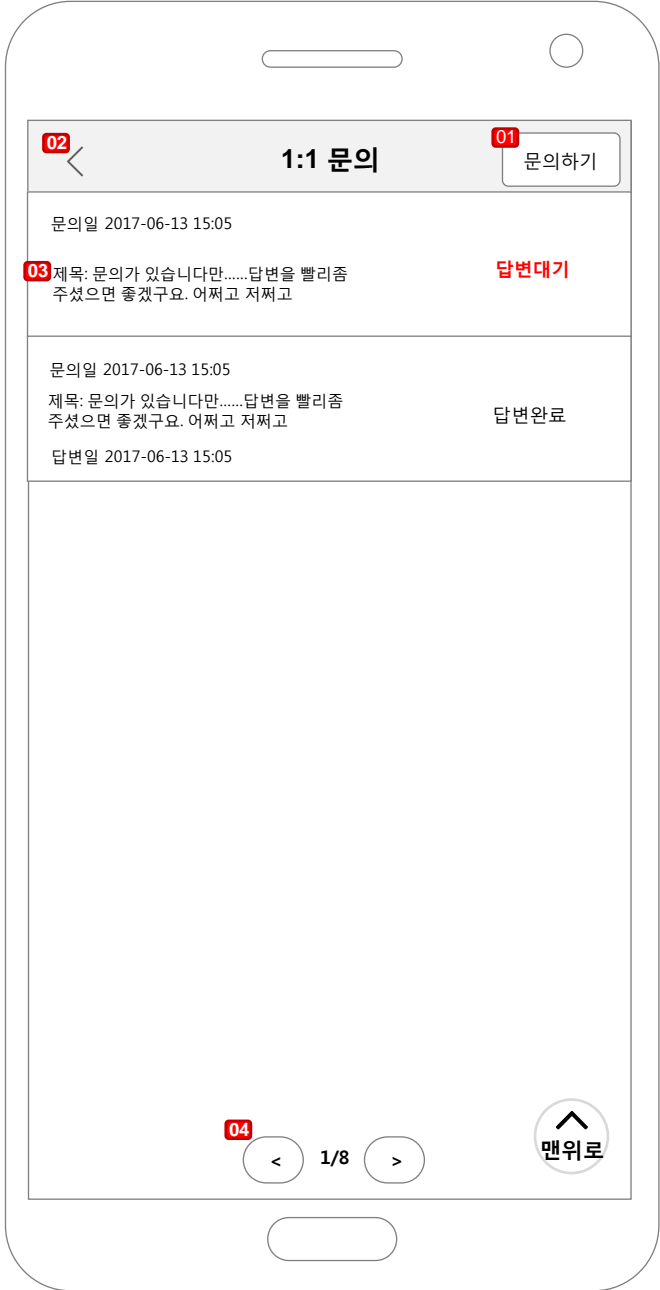 02
1:1 문의
01
문의하기
문의일 2017-06-13 15:05
03
제목: 문의가 있습니다만......답변을 빨리좀
주셨으면 좋겠구요. 어쩌고 저쩌고
답변대기
문의일 2017-06-13 15:05
제목: 문의가 있습니다만......답변을 빨리좀
주셨으면 좋겠구요. 어쩌고 저쩌고
답변완료
답변일 2017-06-13 15:05
04
< 1/8 >
맨위로